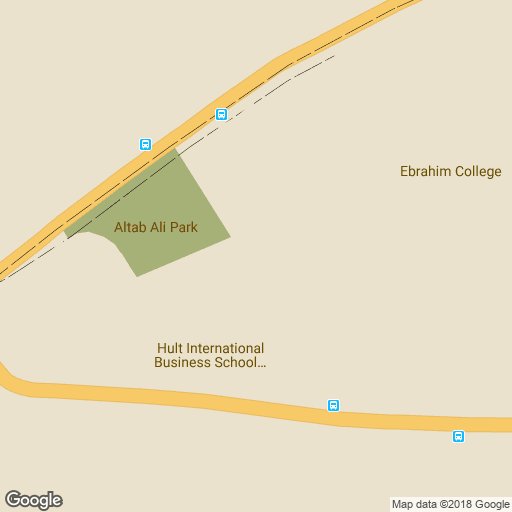 Ebrahim College
Altab Ali Park
Hult International
Business School...
Google
Map data ©2018 Google